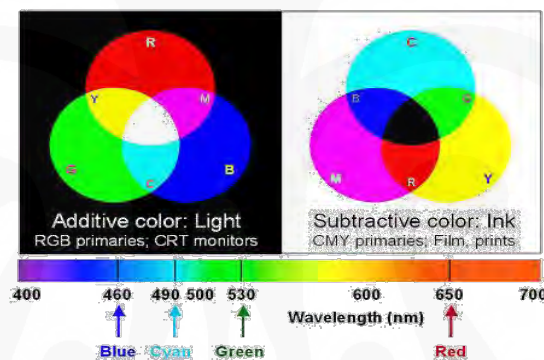 R
Y M
G C B
Additive color: Light
RGB primaries; CRT monitors
C
B G
M R Y
Subtractive color: Ink
CMY primaries; Film, prints
400 460 490 500 530 600 650 700
Wavelength (nm)
Blue Cyan Green Red